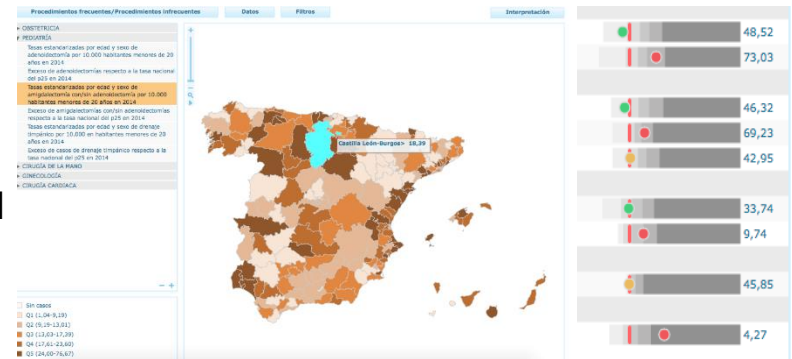 Procedimientos frecuentes/Procedimientos infrecuentes
Datos
Filtros
Interpretación
OBSTETRICIA
PEDIATRÍA
Tasas estandarizadas por edad y sexo de
adenoidectomía por 10.000 habitantes menores de 20
años en 2014
Exceso de adenoidectomías respecto a la tasa nacional
del p25 en 2014
Tasas estandarizadas por edad y sexo de
amigdalectomía con/sin adenoidectomía por 10.000
habitantes menores de 20 años en 2014
Exceso de amigdalectomías con/sin adenoidectomías
respecto a la tasa nacional del p25 en 2014
Tasas estandarizadas por edad y sexo de drenaje
timpánico por 10.000 en habitantes menores de 20
años en 2014
Exceso de casos de drenaje timpánico respecto a la
tasa nacional del p25 en 2014
CIRUGÍA DE LA MANO
GINECOLOGÍA
CIRUGÍA CARDIACA
Castilla León-Burgos> 18,39
Sin casos
Q1 (1,04-9,19)
Q2 (9,19-13,01)
Q3 (13,03-17,39)
Q4 (17,61-23,60)
Q5 (24,00-76,67)
48,52
73,03
46,32
69,23
42,95
33,74
9,74
45,85
4,27